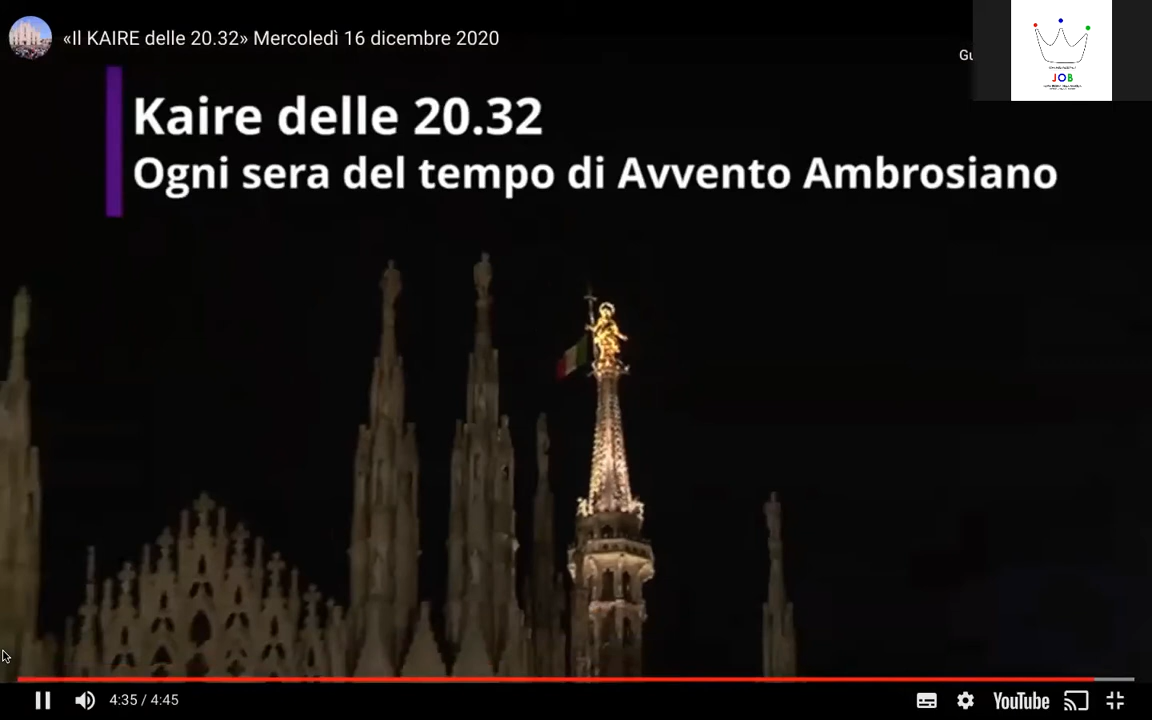 «Il KAIRE delle 20.32» Mercoledì 16 dicembre 2020
Kaire delle 20.32
Ogni sera del tempo di Avvento Ambrosiano
JOB
4:35 / 4:45
YouTube